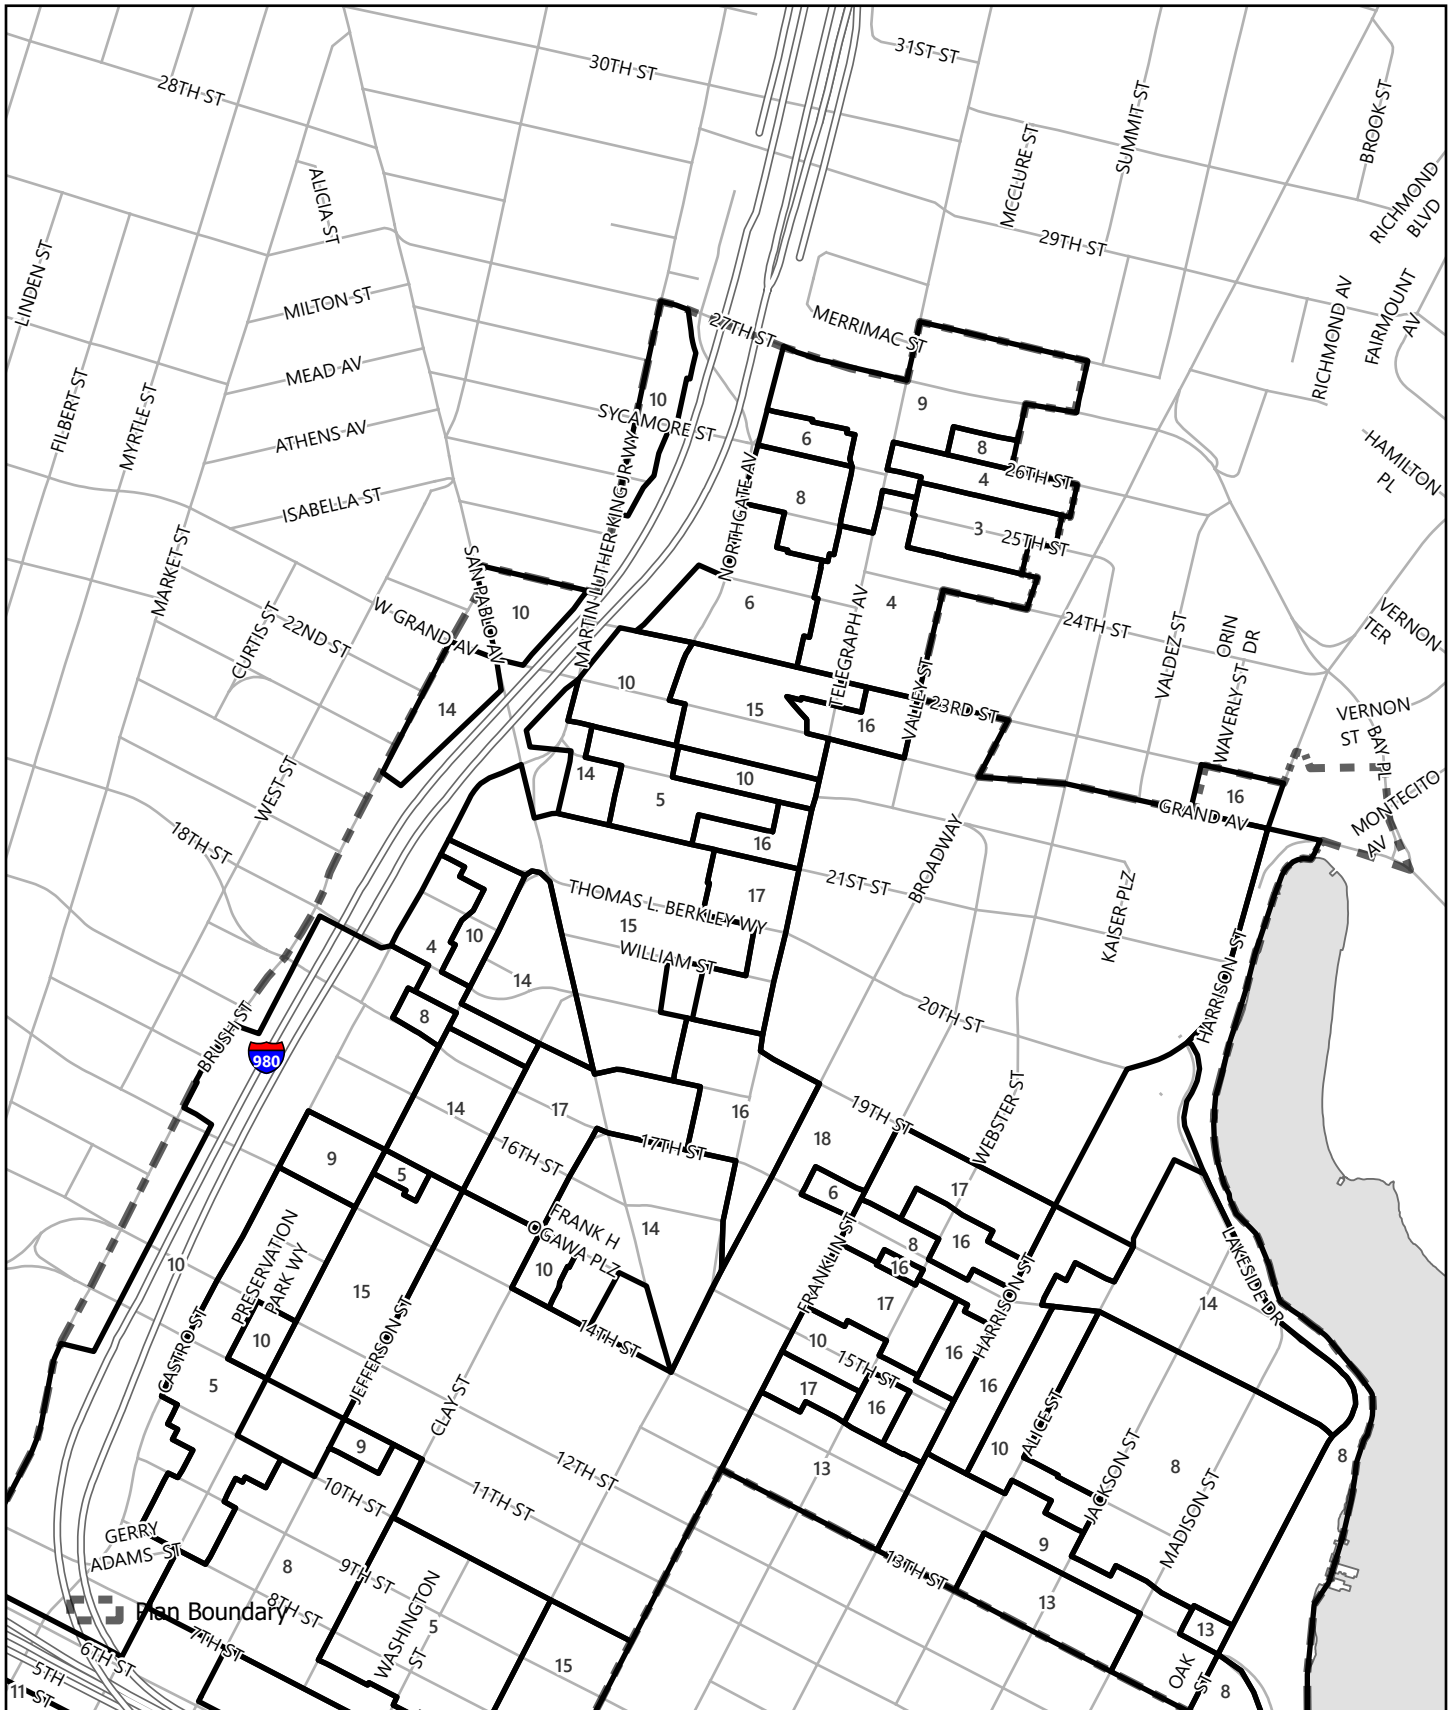 31ST ST
30TH ST
28TH ST
SUMMIT ST
BROOK ST
MCCLURE ST
RICHMOND
BLVD
ALICIA ST
29TH ST
LINDEN ST
MILTON ST
RICHMOND AV
FAIRMOUNT
AV
27TH ST
MERRIMAC ST
MEAD AV
FILBERT ST
MYRTLE ST
10
9
SYCAMORE ST
ATHENS AV
6
8
HAMILTON
PL
26TH ST
4
ISABELLA ST
8
NORTHGATE AV
MARTIN LUTHER KING JR WY
3
25TH ST
MARKET ST
SAN PABLO AV
10
6
4
W GRAND AV
22ND ST
CURTIS ST
TELEGRAPH AV
24TH ST
VALDEZ ST
ORIN
DR
WAVERLY ST
VERNON
TER
10
14
15
16
VALLEY ST
23RD ST
VERNON
ST
BAY PL
14
10
5
16
WEST ST
GRAND AV
MONTECITO
AV
18TH ST
16
BROADWAY
21ST ST
THOMAS L. BERKLEY WY
17
15
KAISER PLZ
4
10
WILLIAM ST
14
HARRISON ST
20TH ST
8
BRUSH ST
980
14
17
16
19TH ST
WEBSTER ST
18
16TH ST
17TH ST
9
5
6
17
FRANK H
OGAWA PLZ
14
8
16
PRESERVATION
PARK WY
10
10
16
FRANKLIN ST
LAKESIDE DR
15
17
HARRISON ST
14
10
14TH ST
10
16
CASTRO ST
JEFFERSON ST
15TH ST
5
17
16
16
CLAY ST
ALICE ST
9
10
8
8
12TH ST
13
JACKSON ST
MADISON ST
10TH ST
11TH ST
GERRY
ADAMS ST
9
8
9TH ST
13TH ST
13
Plan Boundary
8TH ST
WASHINGTON
ST
5
13
7TH ST
6TH ST
15
OAK
ST
5TH
ST
11
8